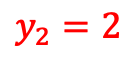 y₂ = 2